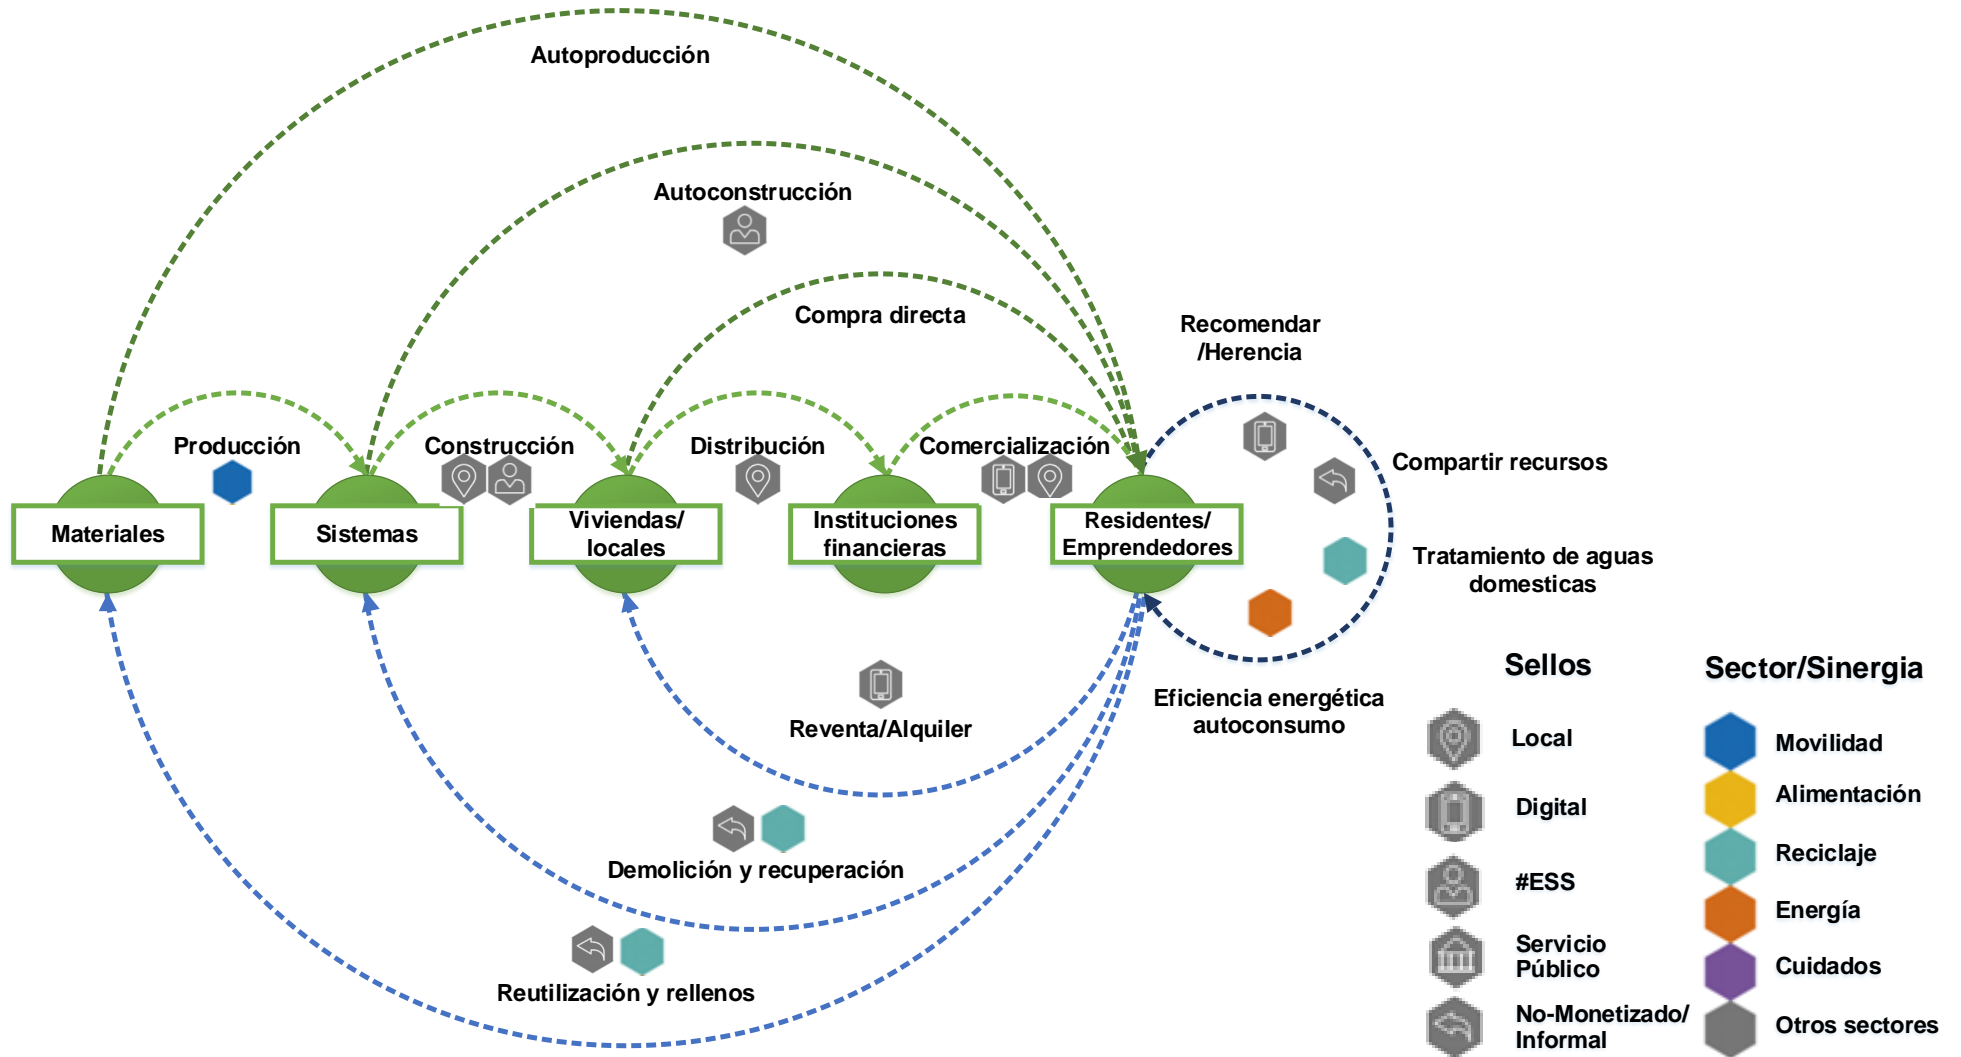 Autoproducción
Autoconstrucción
Compra directa
Recomendar
/Herencia
Producción
Construcción
Distribución
Comercialización
Compartir recursos
Materiales
Sistemas
Viviendas/
locales
Instituciones
financieras
Residentes/
Emprendedores
Tratamiento de aguas
domesticas
Eficiencia energética
autoconsumo
Reventa/Alquiler
Demolición y recuperación
Reutilización y rellenos
Sellos
Local
Digital
#ESS
Servicio
Público
No-Monetizado/
Informal
Sector/Sinergia
Movilidad
Alimentación
Reciclaje
Energía
Cuidados
Otros sectores